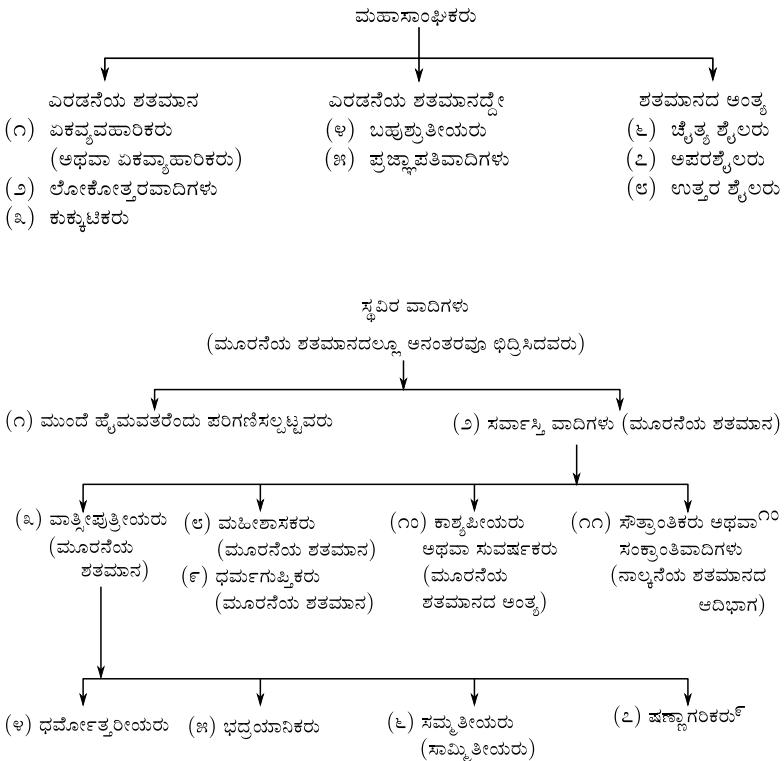 ಮಹಾಸಾಂಘಿಕರು
ಎರಡನೆಯ ಶತಮಾನ
(೧) ಏಕವ್ಯವಹಾರಿಕರು
(ಅಥವಾ ಏಕವ್ಯಾಹಾರಿಕರು)
(೨) ಲೋಕೋತ್ತರವಾದಿಗಳು
(೩) ಕುಕ್ಕುಟಿಕರು
ಎರಡನೆಯ ಶತಮಾನದ್ದೇ
(೪) ಬಹುಶ್ರುತೀಯರು
(೫) ಪ್ರಜ್ಞಾಪತಿವಾದಿಗಳು
ಶತಮಾನದ ಅಂತ್ಯ
(೬) ಚೈತ್ಯ ಶೈಲರು
(೭) ಅಪರಶೈಲರು
(೮) ಉತ್ತರ ಶೈಲರು
ಸ್ಥವಿರ ವಾದಿಗಳು
(ಮೂರನೆಯ ಶತಮಾನದಲ್ಲೂ ಅನಂತರವೂ ಛಿದ್ರಿಸಿದವರು)
(೧) ಮುಂದೆ ಹೈಮವತರೆಂದು ಪರಿಗಣಿಸಲ್ಪಟ್ಟವರು
(೨) ಸರ್ವಾಸ್ತಿ ವಾದಿಗಳು (ಮೂರನೆಯ ಶತಮಾನ)
(೩) ವಾತ್ಸೀಪುತ್ರೀಯರು
(ಮೂರನೆಯ
ಶತಮಾನ)
(೮) ಮಹೀಶಾಸಕರು
(ಮೂರನೆಯ ಶತಮಾನ)
(೯) ಧರ್ಮಗುಪ್ತಿಕರು
(ಮೂರನೆಯ ಶತಮಾನ)
(೧೦) ಕಾಶ್ಯಪೀಯರು
ಅಥವಾ ಸುವರ್ಷಕರು
(ಮೂರನೆಯ
ಶತಮಾನದ ಅಂತ್ಯ)
(೧೧) ಸೌತ್ರಾಂತಿಕರು ಅಥವಾ೧೦
ಸಂಕ್ರಾಂತಿವಾದಿಗಳು
(ನಾಲ್ಕನೆಯ ಶತಮಾನದ
ಆದಿಭಾಗ)
(೪) ಧರ್ಮೋತ್ತರೀಯರು
(೫) ಭದ್ರಯಾನಿಕರು
(೬) ಸಮ್ಮತೀಯರು
(ಸಾಮ್ಮಿತೀಯರು)
(೭) ಷಣ್ಣಾಗರಿಕರು೯